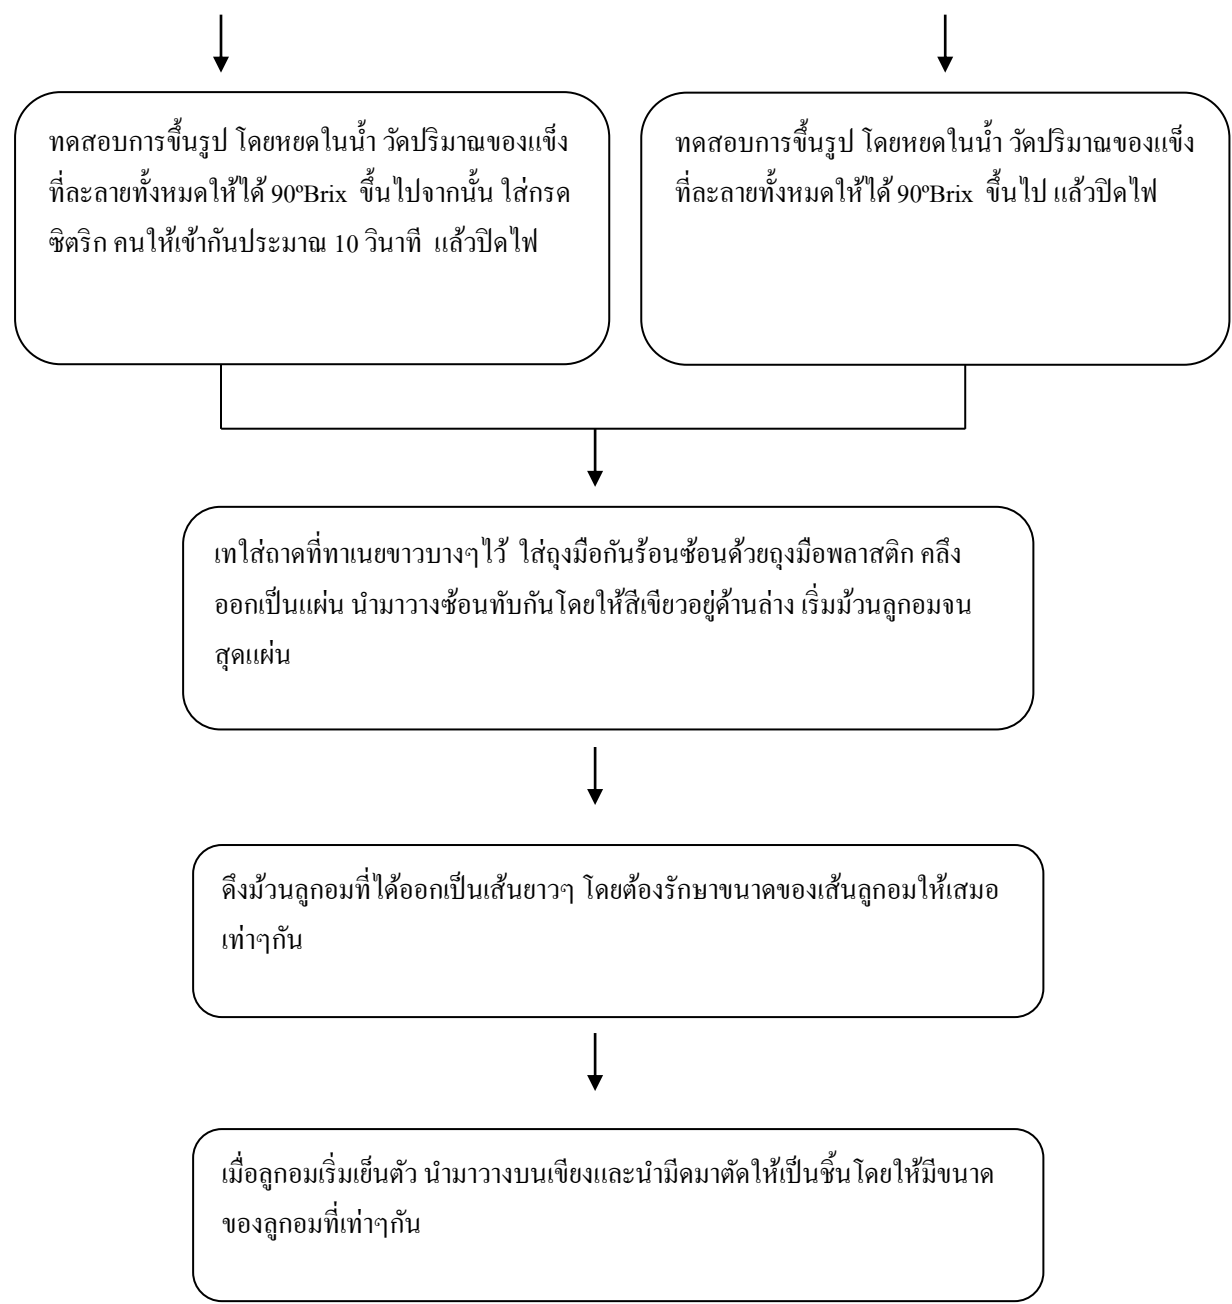 ทดสอบการขึ้นรูป โดยหยดในน้ำ วัดปริมาณของแข็ง
ที่ละลายทั้งหมดให้ได้ 90ºBrix ขึ้นไปจากนั้น ใส่กรด
ซิตริก คนให้เข้ากันประมาณ 10 วินาที แล้วปิดไฟ
ทดสอบการขึ้นรูป โดยหยดในน้ำ วัดปริมาณของแข็ง
ที่ละลายทั้งหมดให้ได้ 90ºBrix ขึ้นไป แล้วปิดไฟ
เทใส่ถาดที่ทาเนยขาวบางๆไว้ ใส่ถุงมือกันร้อนซ้อนด้วยถุงมือพลาสติก คลึง
ออกเป็นแผ่น นำมาวางซ้อนทับกันโดยให้สีเขียวอยู่ด้านล่าง เริ่มม้วนลูกอมจน
สุดแผ่น
ดึงม้วนลูกอมที่ได้ออกเป็นเส้นยาวๆ โดยต้องรักษาขนาดของเส้นลูกอมให้เสมอ
เท่าๆกัน
เมื่อลูกอมเริ่มเย็นตัว นำมาวางบนเขียงและนำมีดมาตัดให้เป็นชิ้นโดยให้มีขนาด
ของลูกอมที่เท่าๆกัน